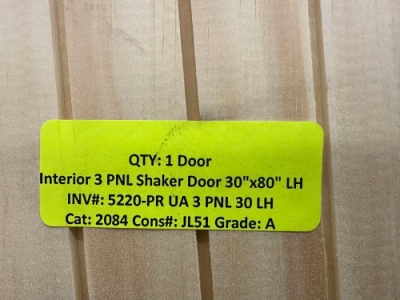 QTY: 1 Door
Interior 3 PNL Shaker Door 30"x80" LH
INV#: 5220-PR UA 3 PNL 30 LH
Cat: 2084 Cons#: JL51 Grade: A